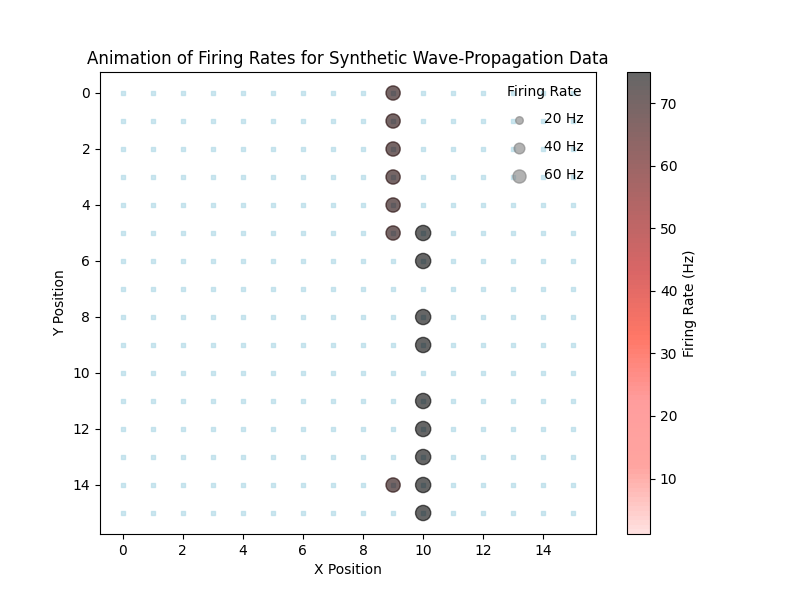 Animation of Firing Rates for Synthetic Wave-Propagation Data
Firing Rate
20 Hz
40 Hz
60 Hz
0
2
4
6
8
10
12
14
Y Position
0 2 4 6 8 10 12 14
X Position
70
60
50
40
30
20
10
Firing Rate (Hz)